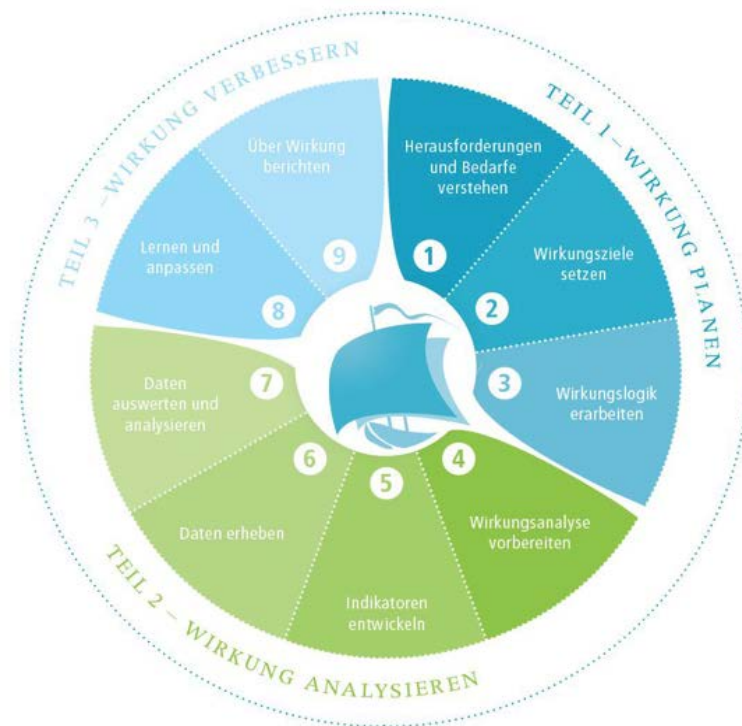 TEIL 1 – WIRKUNG PLANEN
Herausforderungen
und Bedarfe
verstehen
1
Wirkungsziele
setzen
2
Wirkungslogik
erarbeiten
3
TEIL 2 – WIRKUNG ANALYSIEREN
Wirkungsanalyse
vorbereiten
4
Indikatoren
entwickeln
5
Daten erheben
6
Daten
auswerten und
analysieren
7
TEIL 3 – WIRKUNG VERBESSERN
Lernen und
anpassen
8
Über Wirkung
berichten
9